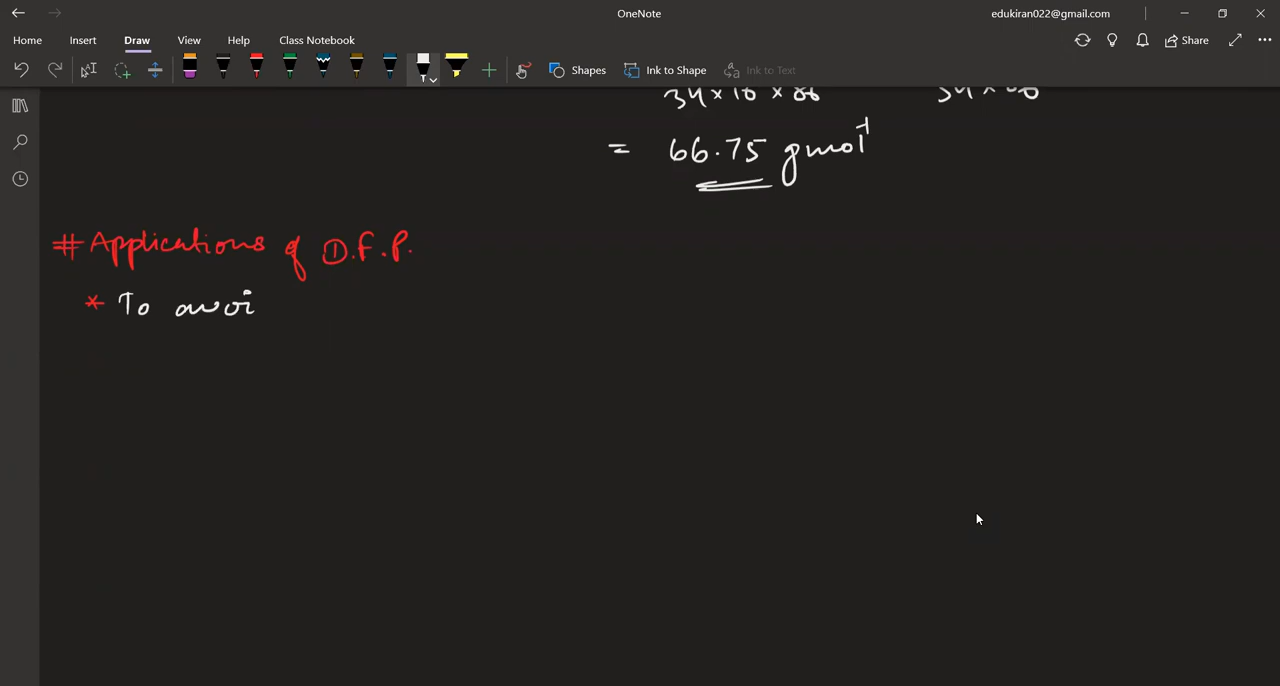 OneNote
edukiran022@gmail.com
Home Insert Draw View Help Class Notebook
Share
Shapes Ink to Shape Ink to Text
= 66.75 gmol⁻¹
# Applications of D.F.P.
* To avoi